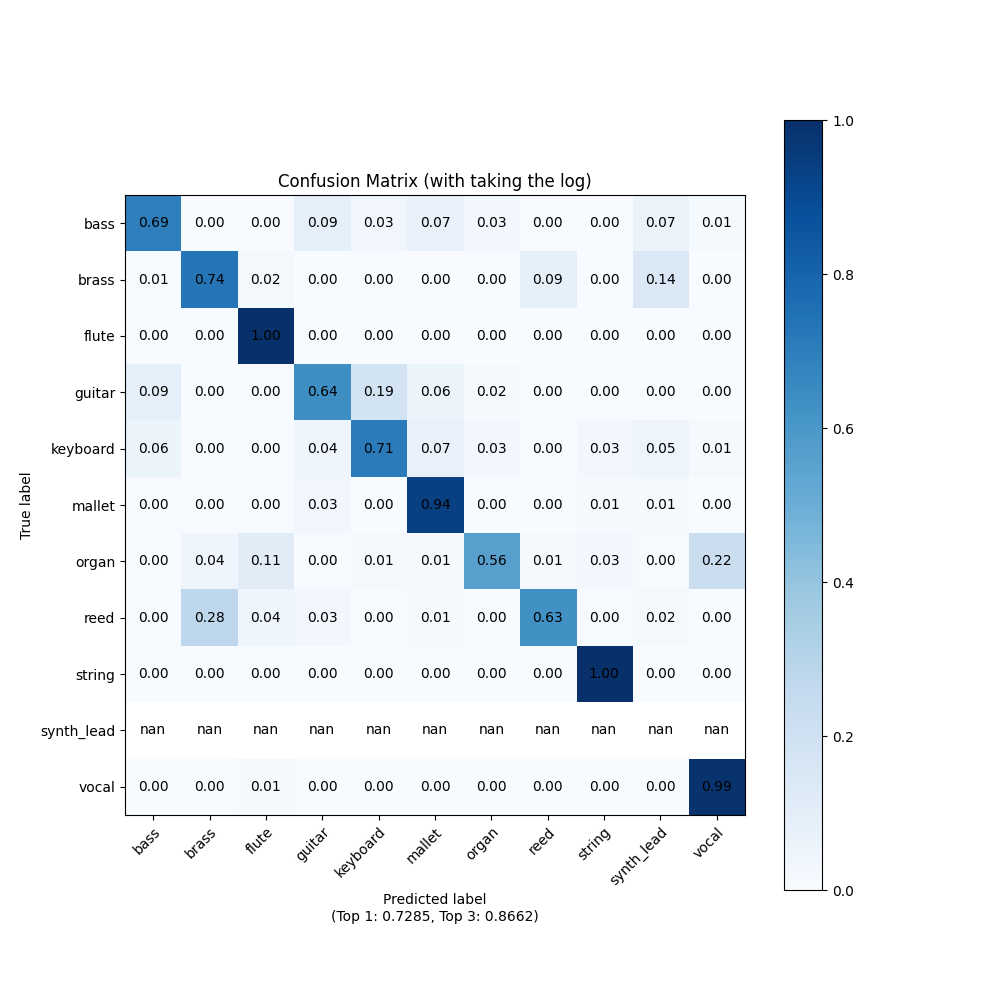 Confusion Matrix (with taking the log)
True label
bass 0.69 0.00 0.00 0.09 0.03 0.07 0.03 0.00 0.00 0.07 0.01
brass 0.01 0.74 0.02 0.00 0.00 0.00 0.00 0.09 0.00 0.14 0.00
flute 0.00 0.00 1.00 0.00 0.00 0.00 0.00 0.00 0.00 0.00 0.00
guitar 0.09 0.00 0.00 0.64 0.19 0.06 0.02 0.00 0.00 0.00 0.00
keyboard 0.06 0.00 0.00 0.04 0.71 0.07 0.03 0.00 0.03 0.05 0.01
mallet 0.00 0.00 0.00 0.03 0.00 0.94 0.00 0.00 0.01 0.01 0.00
organ 0.00 0.04 0.11 0.00 0.01 0.01 0.56 0.01 0.03 0.00 0.22
reed 0.00 0.28 0.04 0.03 0.00 0.01 0.00 0.63 0.00 0.02 0.00
string 0.00 0.00 0.00 0.00 0.00 0.00 0.00 0.00 1.00 0.00 0.00
synth_lead nan nan nan nan nan nan nan nan nan nan nan
vocal 0.00 0.00 0.01 0.00 0.00 0.00 0.00 0.00 0.00 0.00 0.99
bass brass flute guitar keyboard mallet organ reed string synth_lead vocal
Predicted label
(Top 1: 0.7285, Top 3: 0.8662)
1.0
0.8
0.6
0.4
0.2
0.0